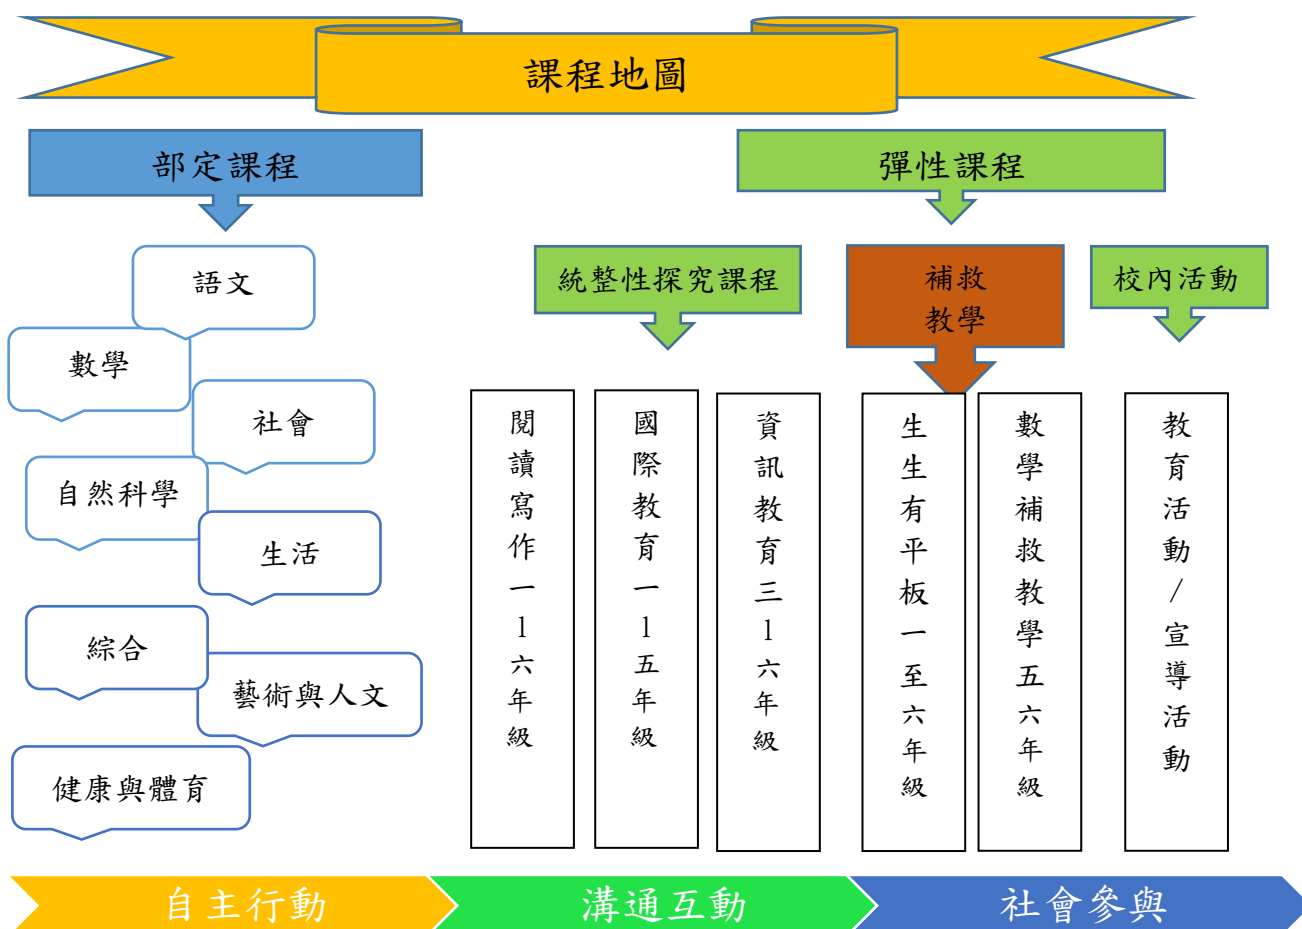 課程地圖
部定課程
彈性課程
語文
數學
社會
自然科學
生活
綜合
藝術與人文
健康與體育
統整性探究課程
補救
教學
校內活動
閱讀寫作一l六年級
國際教育一l五年級
資訊教育三l六年級
生生有平板一至六年級
數學補救教學五六年級
教育活動/宣導活動
自主行動
溝通互動
社會參與